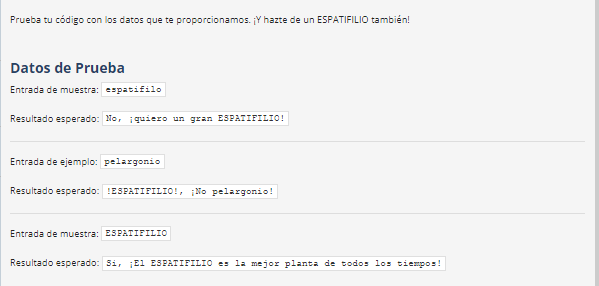 Prueba tu código con los datos que te proporcionamos. ¡Y hazte de un ESPATIFILIO también!
Datos de Prueba
Entrada de muestra: espatifilo
Resultado esperado: No, ¡quiero un gran ESPATIFILIO!
Entrada de ejemplo: pelargonio
Resultado esperado: !ESPATIFILIO!, ¡No pelargonio!
Entrada de muestra: ESPATIFILIO
Resultado esperado: Si, ¡El ESPATIFILIO es la mejor planta de todos los tiempos!